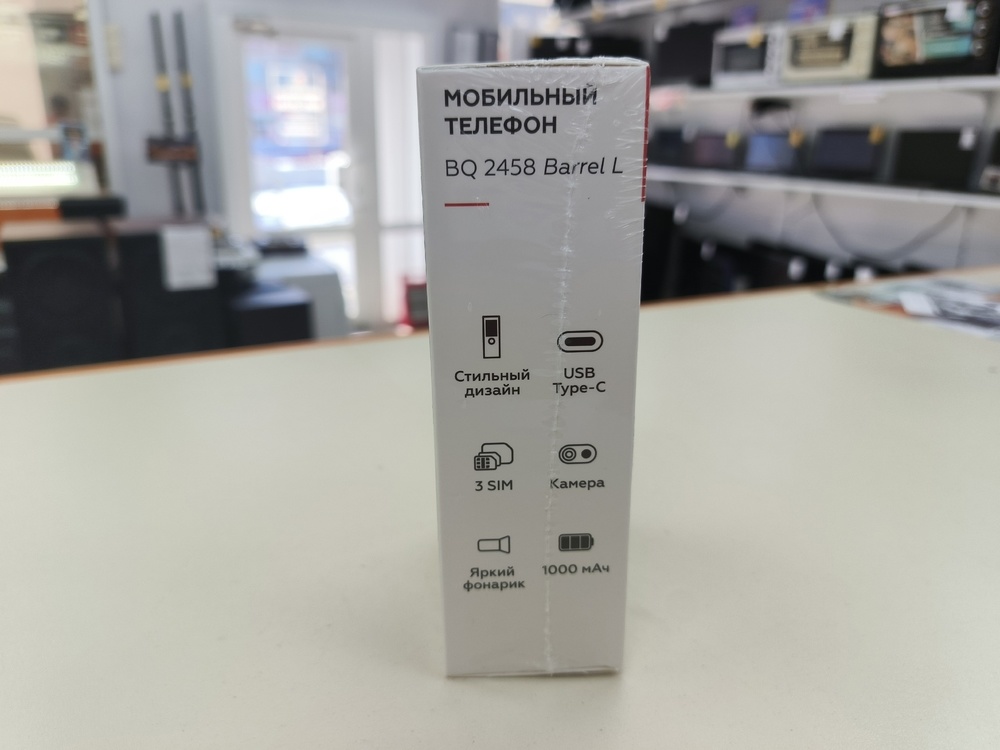 МОБИЛЬНЫЙ
ТЕЛЕФОН
BQ 2458 Barrel L
Стильный
дизайн
USB
Type-C
3 SIM
Камера
Яркий
фонарик
1000 мАч